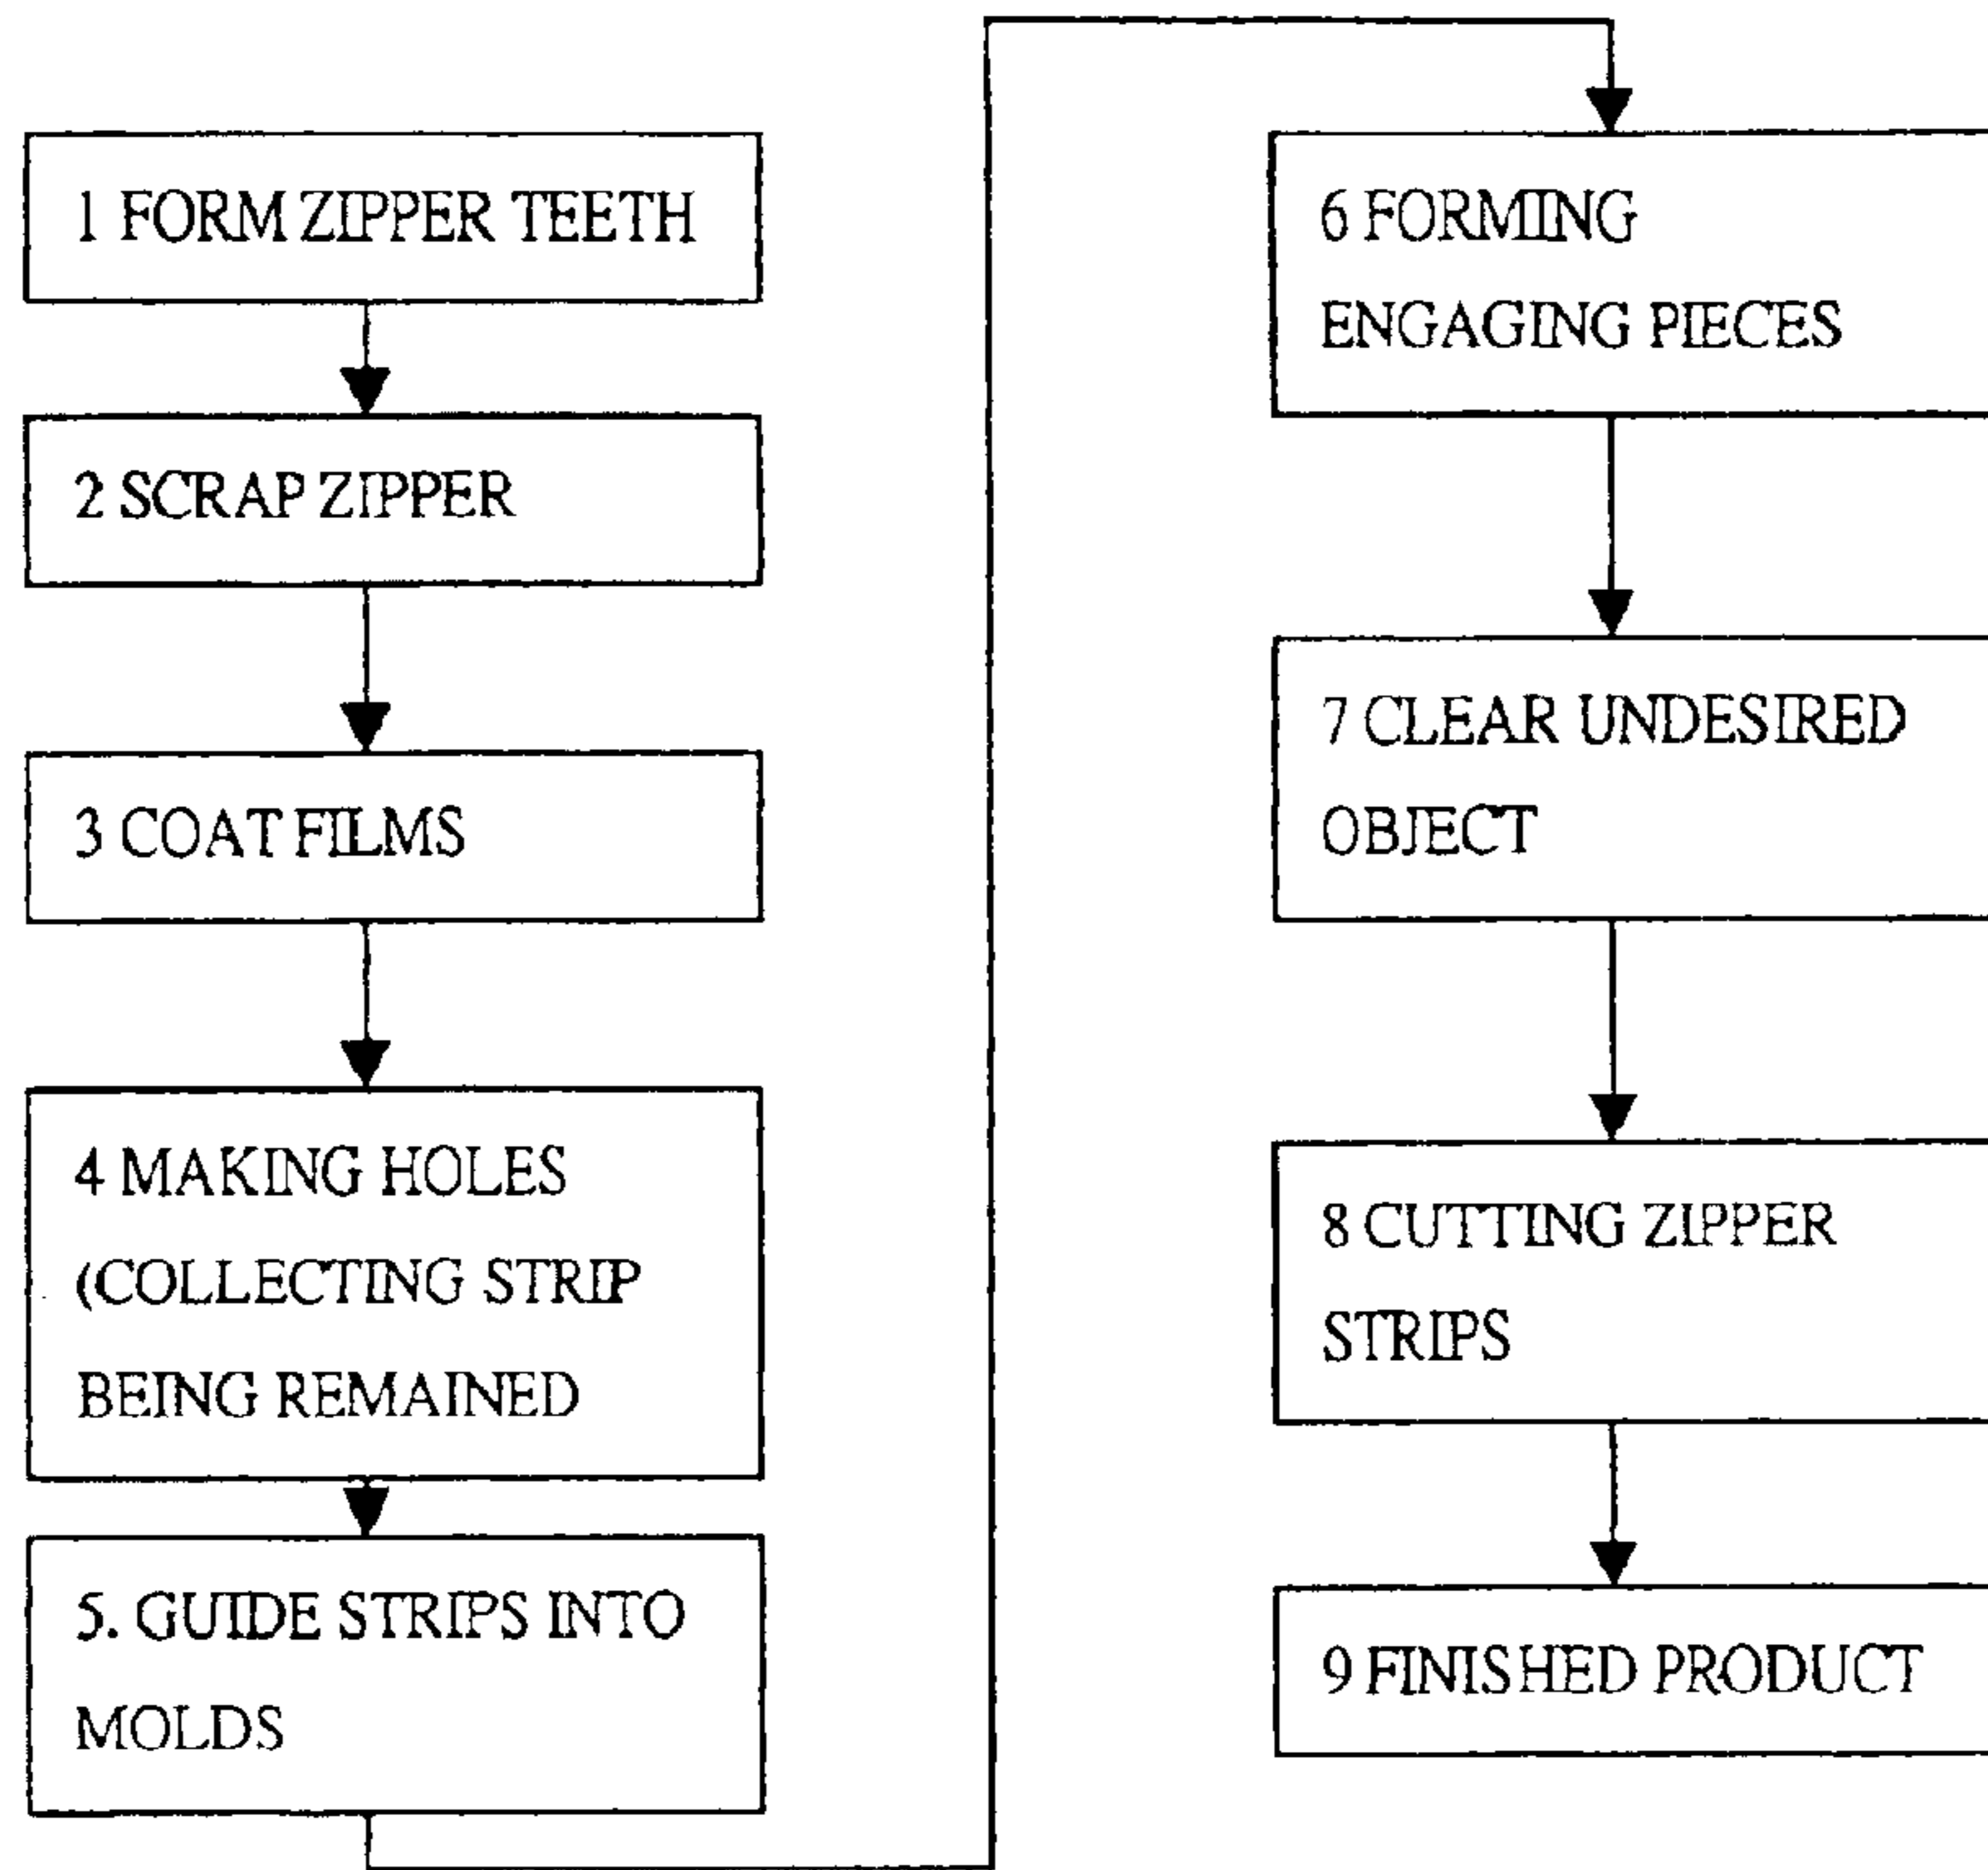 1 FORM ZIPPER TEETH
2 SCRAP ZIPPER
3 COAT FILMS
4 MAKING HOLES
(COLLECTING STRIP
BEING REMAINED
5. GUIDE STRIPS INTO
MOLDS
6 FORMING
ENGAGING PIECES
7 CLEAR UNDESIRED
OBJECT
8 CUTTING ZIPPER
STRIPS
9 FINISHED PRODUCT